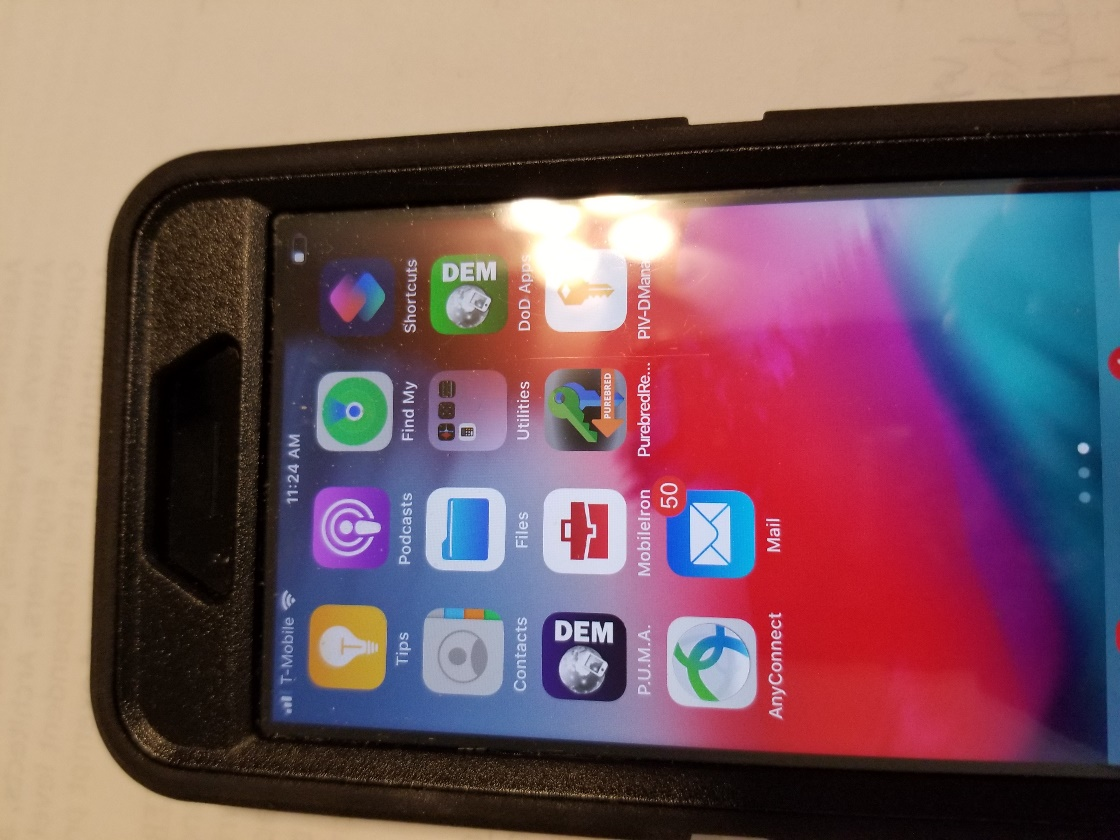 T-Mobile 11:24 AM
Tips Podcasts Find My Shortcuts
DEM
Contacts Files Utilities DoD Apps
DEM PUREBRED
P.U.M.A. MobileIron PurebredRe... PIV-DMana
50
AnyConnect Mail